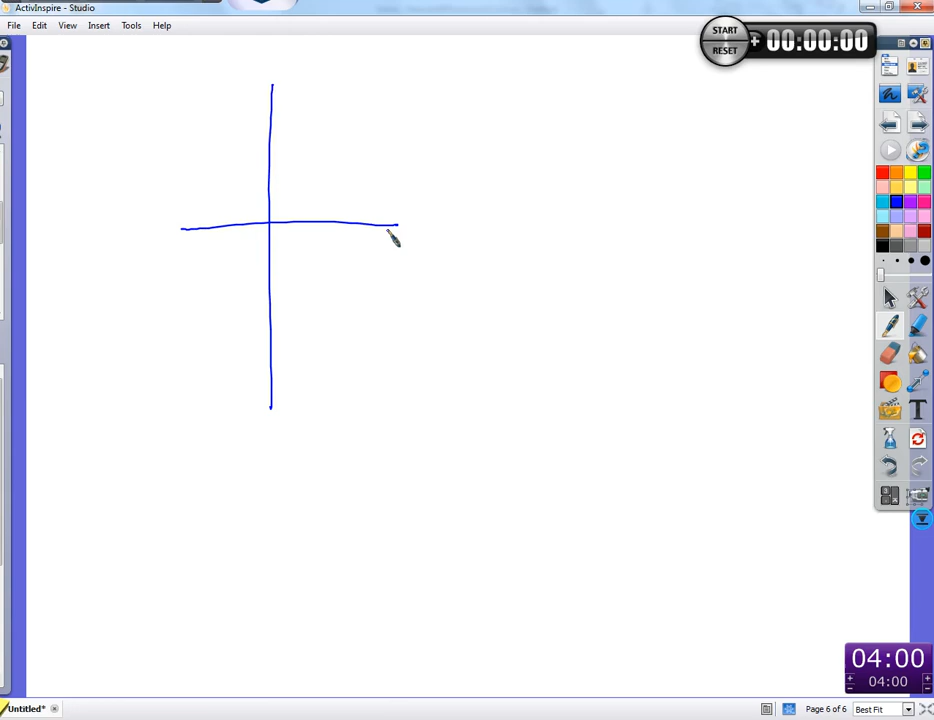 ActivInspire - Studio
File Edit View Insert Tools Help
START
RESET
+ 00:00:00
T
04:00
+ 04:00 +
Untitled*
Page 6 of 6
Best Fit